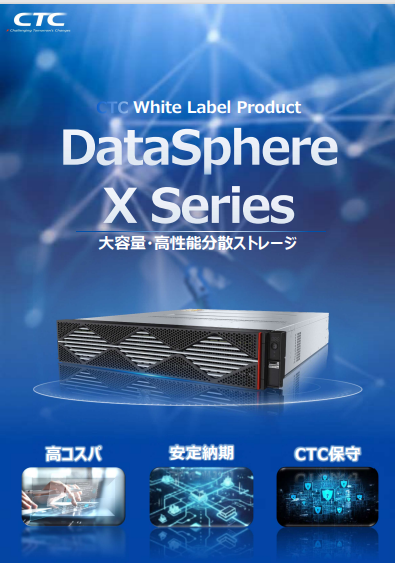 CTC
Challenging Tomorrow's Changes
CTC White Label Product
DataSphere
X Series
大容量・高性能分散ストレージ
高コスパ
安定納期
CTC保守